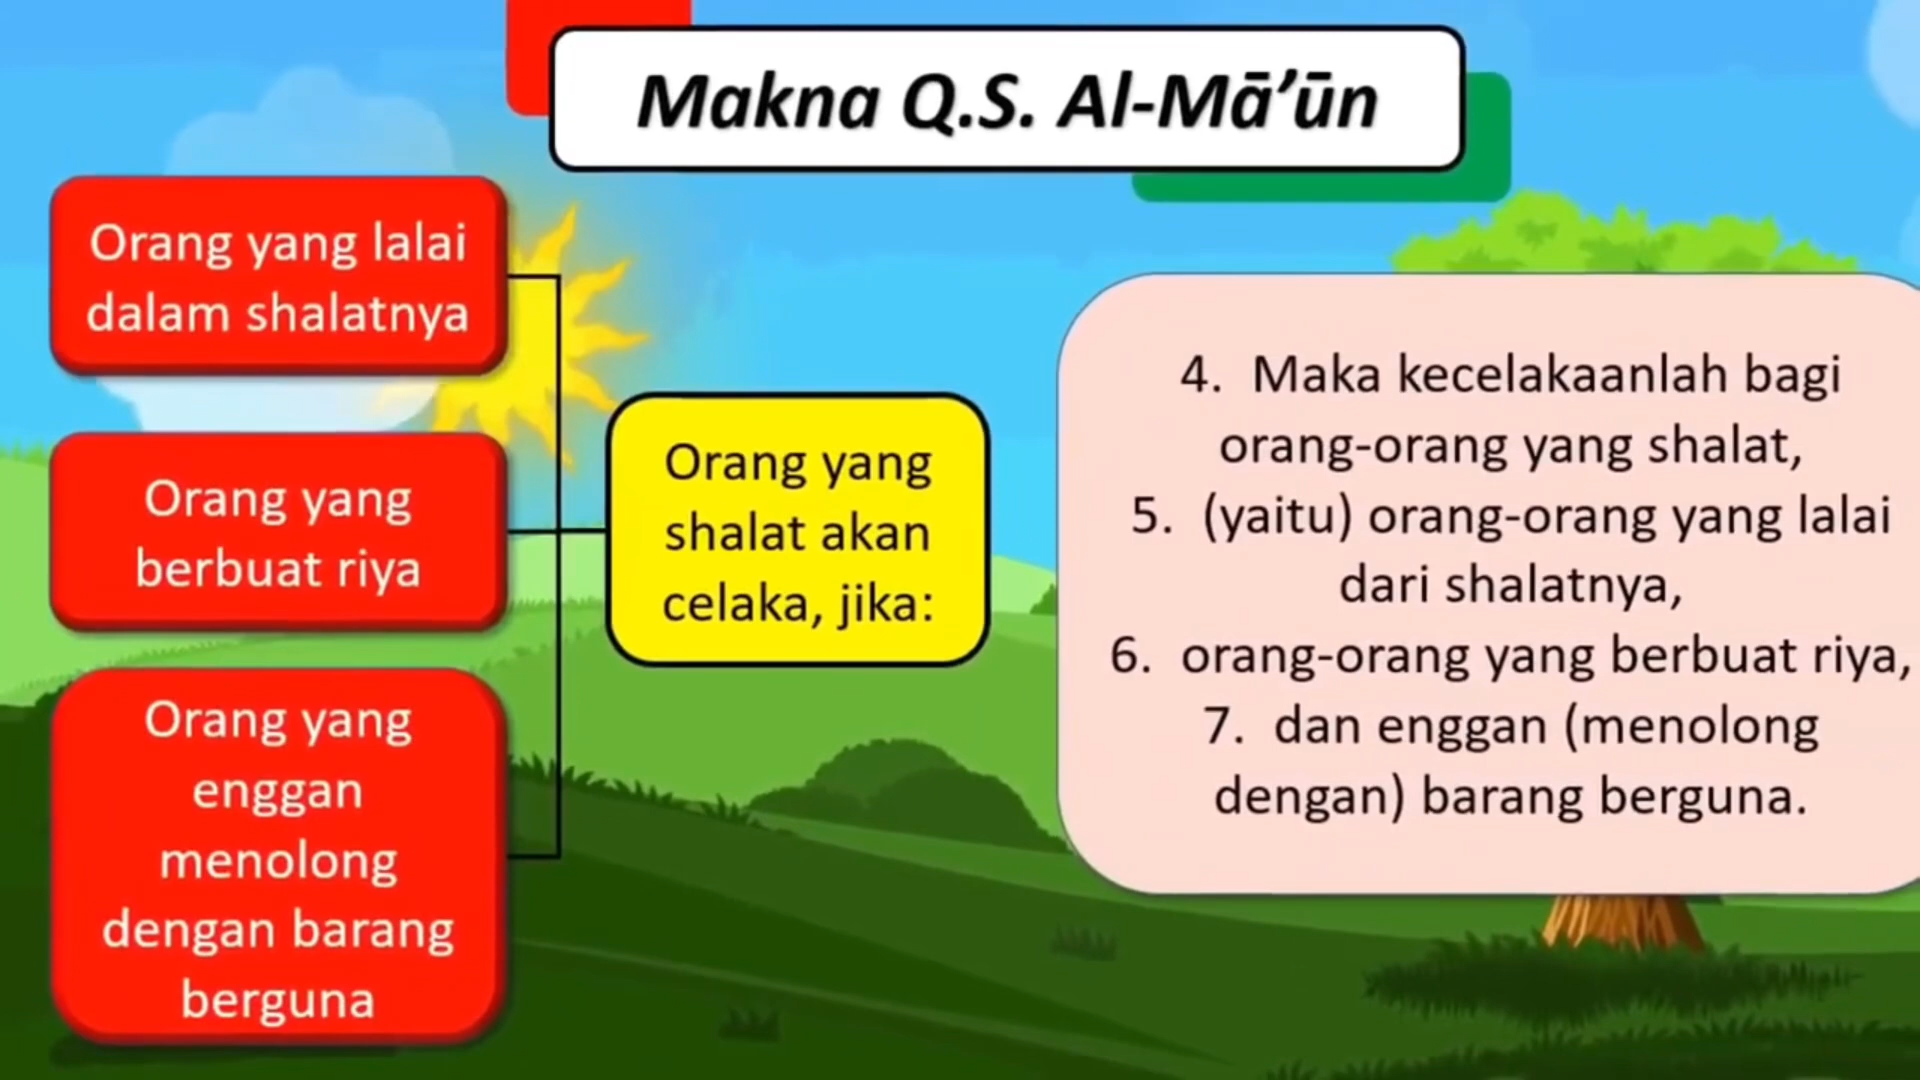 Makna Q.S. Al-Mā’ūn
Orang yang lalai
dalam shalatnya
Orang yang
berbuat riya
Orang yang
enggan
menolong
dengan barang
berguna
Orang yang
shalat akan
celaka, jika:
4. Maka kecelakaanlah bagi
orang-orang yang shalat,
5. (yaitu) orang-orang yang lalai
dari shalatnya,
6. orang-orang yang berbuat riya,
7. dan enggan (menolong
dengan) barang berguna.